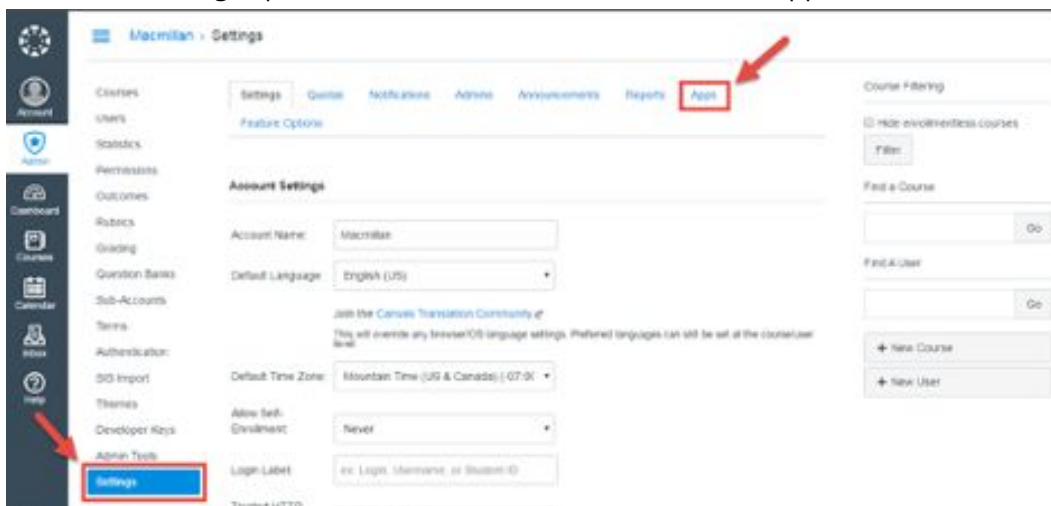 Macmillan › Settings
Account
Admin
Dashboard
Courses
Calendar
Inbox
Help
Courses
Users
Statistics
Permissions
Outcomes
Rubrics
Grading
Question Banks
Sub-Accounts
Terms
Authentication
SIS Import
Themes
Developer Keys
Admin Tools
Settings
Settings Quotas Notifications Admins Announcements Reports Apps
Feature Options
Account Settings
Account Name: Macmillan
Default Language English (US)
Join the Canvas Translation Community
This will override any browser/OS language settings. Preferred languages can still be set at the course/user
level.
Default Time Zone: Mountain Time (US & Canada) (-07:0
Allow Self-
Enrollment: Never
Login Label: ex: Login, Username, or Student ID
Trusted HTTP
Course Filtering
Hide enrollmentless courses
Filter
Find a Course
Go
Find A User
Go
+ New Course
+ New User